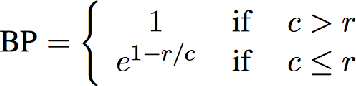 BP = { 1 if c > r
e^{1−r/c} if c ≤ r